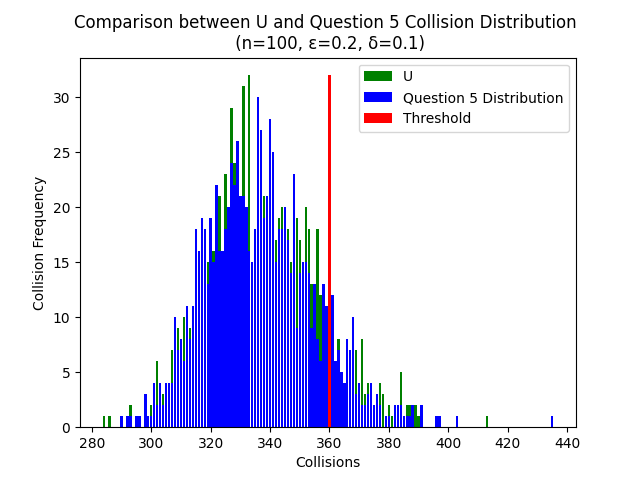 Comparison between U and Question 5 Collision Distribution
(n=100, ε=0.2, δ=0.1)
U
Question 5 Distribution
Threshold
Collision Frequency
30
25
20
15
10
5
0
280 300 320 340 360 380 400 420 440
Collisions